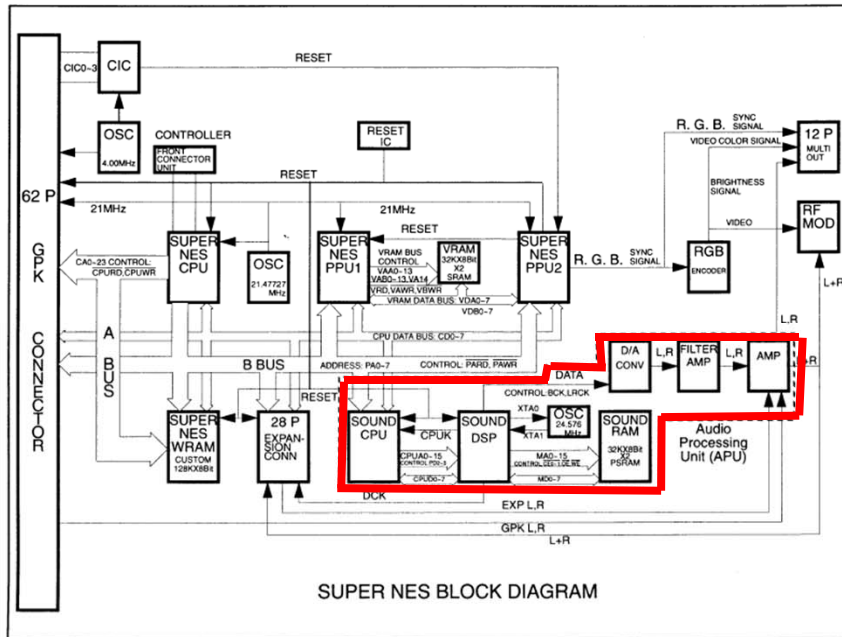 CIC0~3
CIC
RESET
OSC
4.00MHz
CONTROLLER
FRONT
CONNECTOR
UNIT
RESET
IC
R. G. B. SYNC
SIGNAL
VIDEO COLOR SIGNAL
12 P
MULTI
OUT
BRIGHTNESS
SIGNAL
62 P
GPK
CONNECTOR
RESET
21MHz
21MHz
RESET
VIDEO
RF
MOD
SUPER
NES
CPU
OSC
21.47727
MHz
SUPER
NES
PPU1
VRAM BUS
CONTROL
VAA0~13
VAB0~13,VA14
VRD,VAWR,VBWR
VRAM
32KX8Bit
X2
SRAM
SUPER
NES
PPU2
R. G. B. SYNC
SIGNAL
RGB
ENCODER
L+R
CA0~23 CONTROL:
CPURD,CPUWR
VRAM DATA BUS: VDA0~7
VDB0~7
L,R
A
BUS
CPU DATA BUS: CD0~7
B BUS
ADDRESS: PA0~7
CONTROL: PARD, PAWR
DATA
D/A
CONV
L,R
FILTER
AMP
L,R
AMP
+R
CONTROL:BCK,LRCK
RESET
SUPER
NES
WRAM
CUSTOM
128KX8Bit
28 P
EXPAN-
SION
CONN
SOUND
CPU
CPUK
SOUND
DSP
XTA0
XTA1
OSC
24.576
MHz
SOUND
RAM
32KX8Bit
X2
PSRAM
Audio
Processing
Unit (APU)
CPUA0~15
MA0~15
CPUD0~7
MD0~7
DCK
EXP L,R
GPK L,R
L+R
SUPER NES BLOCK DIAGRAM